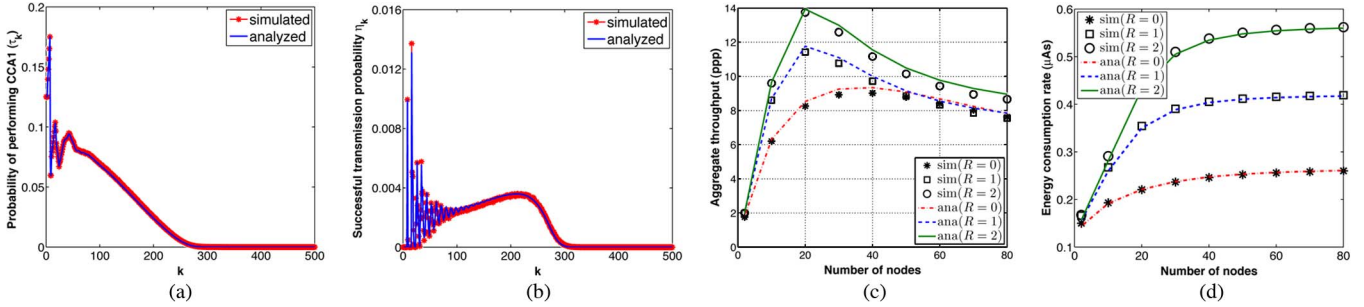 Probability of performing CCA1 (τk)
0.2
0.15
0.1
0.05
0
0 100 200 300 400 500
k
simulated
analyzed
(a)
Successful transmission probability ηk
0.016
0.012
0.008
0.004
0
0 100 200 300 400 500
k
simulated
analyzed
(b)
Aggregate throughput (ppp)
14
12
10
8
6
4
2
0
0 20 40 60 80
Number of nodes
sim(R = 0)
sim(R = 1)
sim(R = 2)
ana(R = 0)
ana(R = 1)
ana(R = 2)
(c)
Energy consumption rate (μAs)
0.6
0.5
0.4
0.3
0.2
0.1
0 20 40 60 80
Number of nodes
sim(R = 0)
sim(R = 1)
sim(R = 2)
ana(R = 0)
ana(R = 1)
ana(R = 2)
(d)